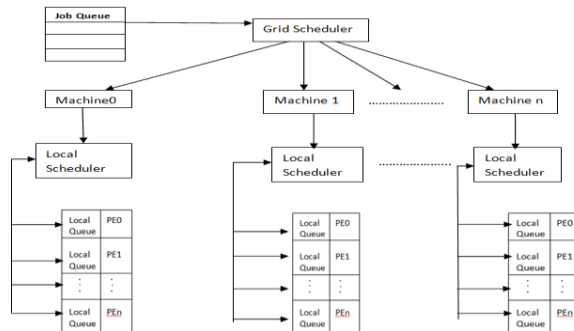 Job Queue
Grid Scheduler
Machine0
Machine 1
.......................
Machine n
Local
Scheduler
Local
Scheduler
.......................
Local
Scheduler
Local
Queue
PE0
Local
Queue
PE1
:
:
Local
Queue
PEn
Local
Queue
PE0
Local
Queue
PE1
:
:
Local
Queue
PEn
Local
Queue
PE0
Local
Queue
PE1
:
:
Local
Queue
PEn